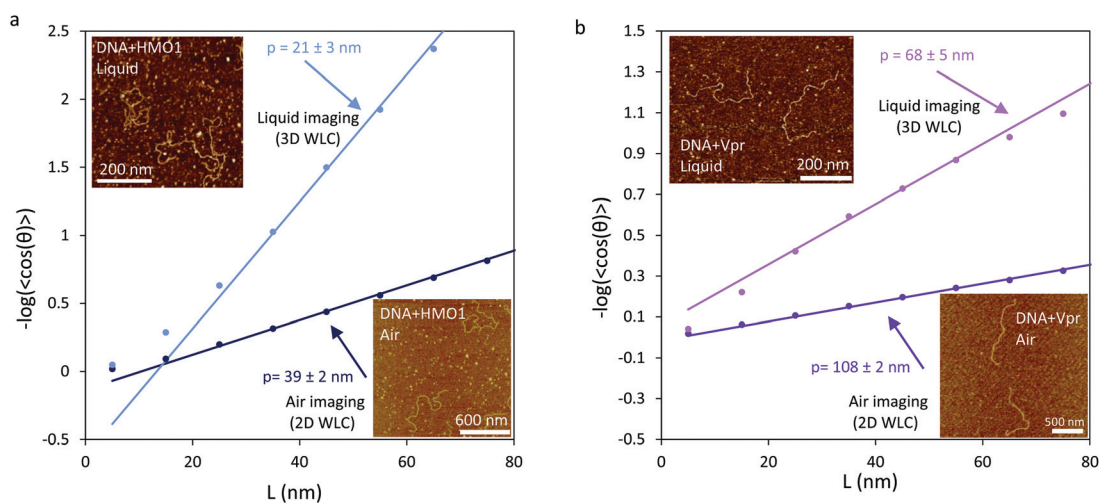 a
2.5
2
1.5
1
0.5
0
-0.5
-log(<cos(θ)>)
0
20
40
60
80
L (nm)
DNA+HMO1
Liquid
200 nm
p = 21 ± 3 nm
Liquid imaging
(3D WLC)
p= 39 ± 2 nm
Air imaging
(2D WLC)
DNA+HMO1
Air
600 nm
b
1.5
1.3
1.1
0.9
0.7
0.5
0.3
0.1
-0.1
-0.3
-0.5
-log(<cos(θ)>)
0
20
40
60
80
L (nm)
DNA+Vpr
Liquid
200 nm
p = 68 ± 5 nm
Liquid imaging
(3D WLC)
p= 108 ± 2 nm
Air imaging
(2D WLC)
DNA+Vpr
Air
500 nm